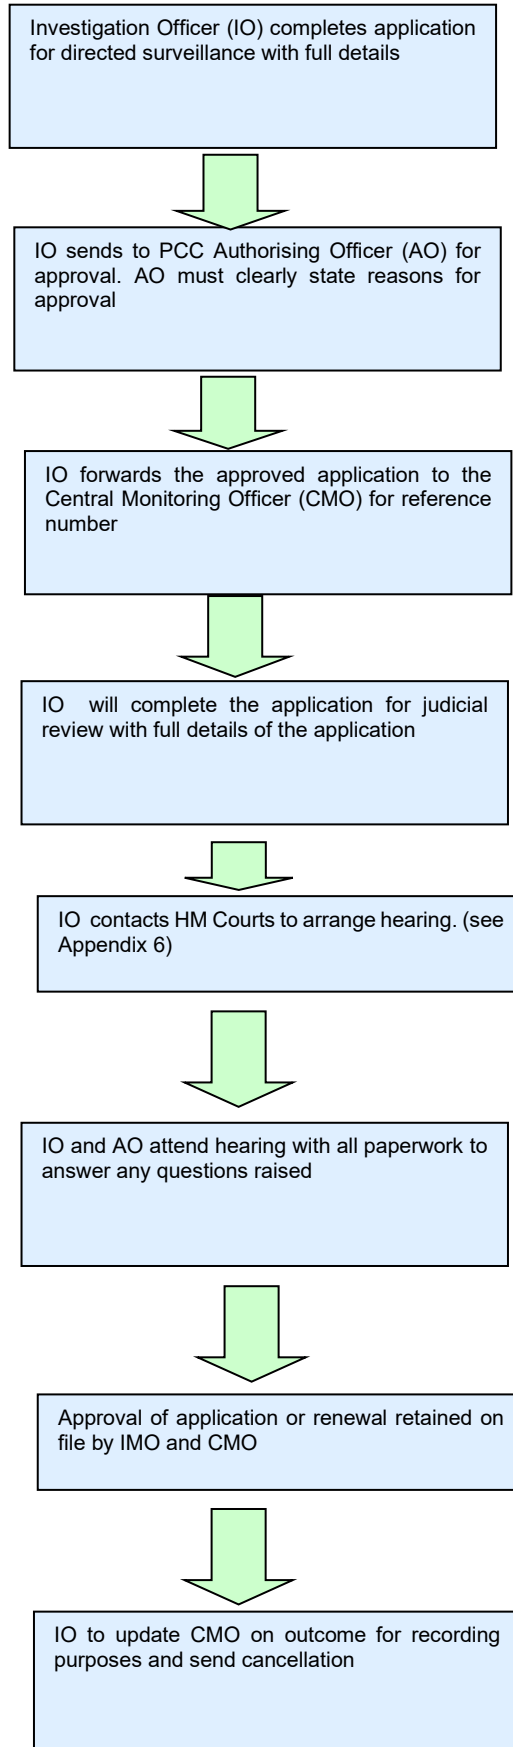 Investigation Officer (IO) completes application
for directed surveillance with full details
IO sends to PCC Authorising Officer (AO) for
approval. AO must clearly state reasons for
approval
IO forwards the approved application to the
Central Monitoring Officer (CMO) for reference
number
IO will complete the application for judicial
review with full details of the application
IO contacts HM Courts to arrange hearing. (see
Appendix 6)
IO and AO attend hearing with all paperwork to
answer any questions raised
Approval of application or renewal retained on
file by IMO and CMO
IO to update CMO on outcome for recording
purposes and send cancellation